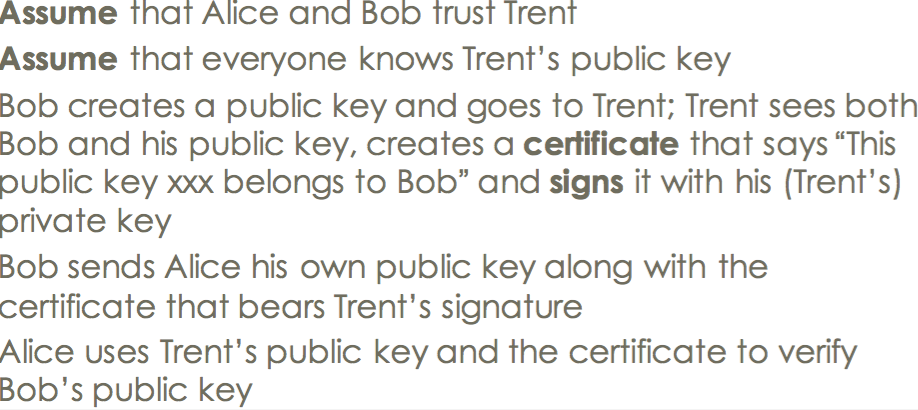 Assume that Alice and Bob trust Trent
Assume that everyone knows Trent’s public key
Bob creates a public key and goes to Trent; Trent sees both
Bob and his public key, creates a certificate that says “This
public key xxx belongs to Bob” and signs it with his (Trent’s)
private key
Bob sends Alice his own public key along with the
certificate that bears Trent’s signature
Alice uses Trent’s public key and the certificate to verify
Bob’s public key